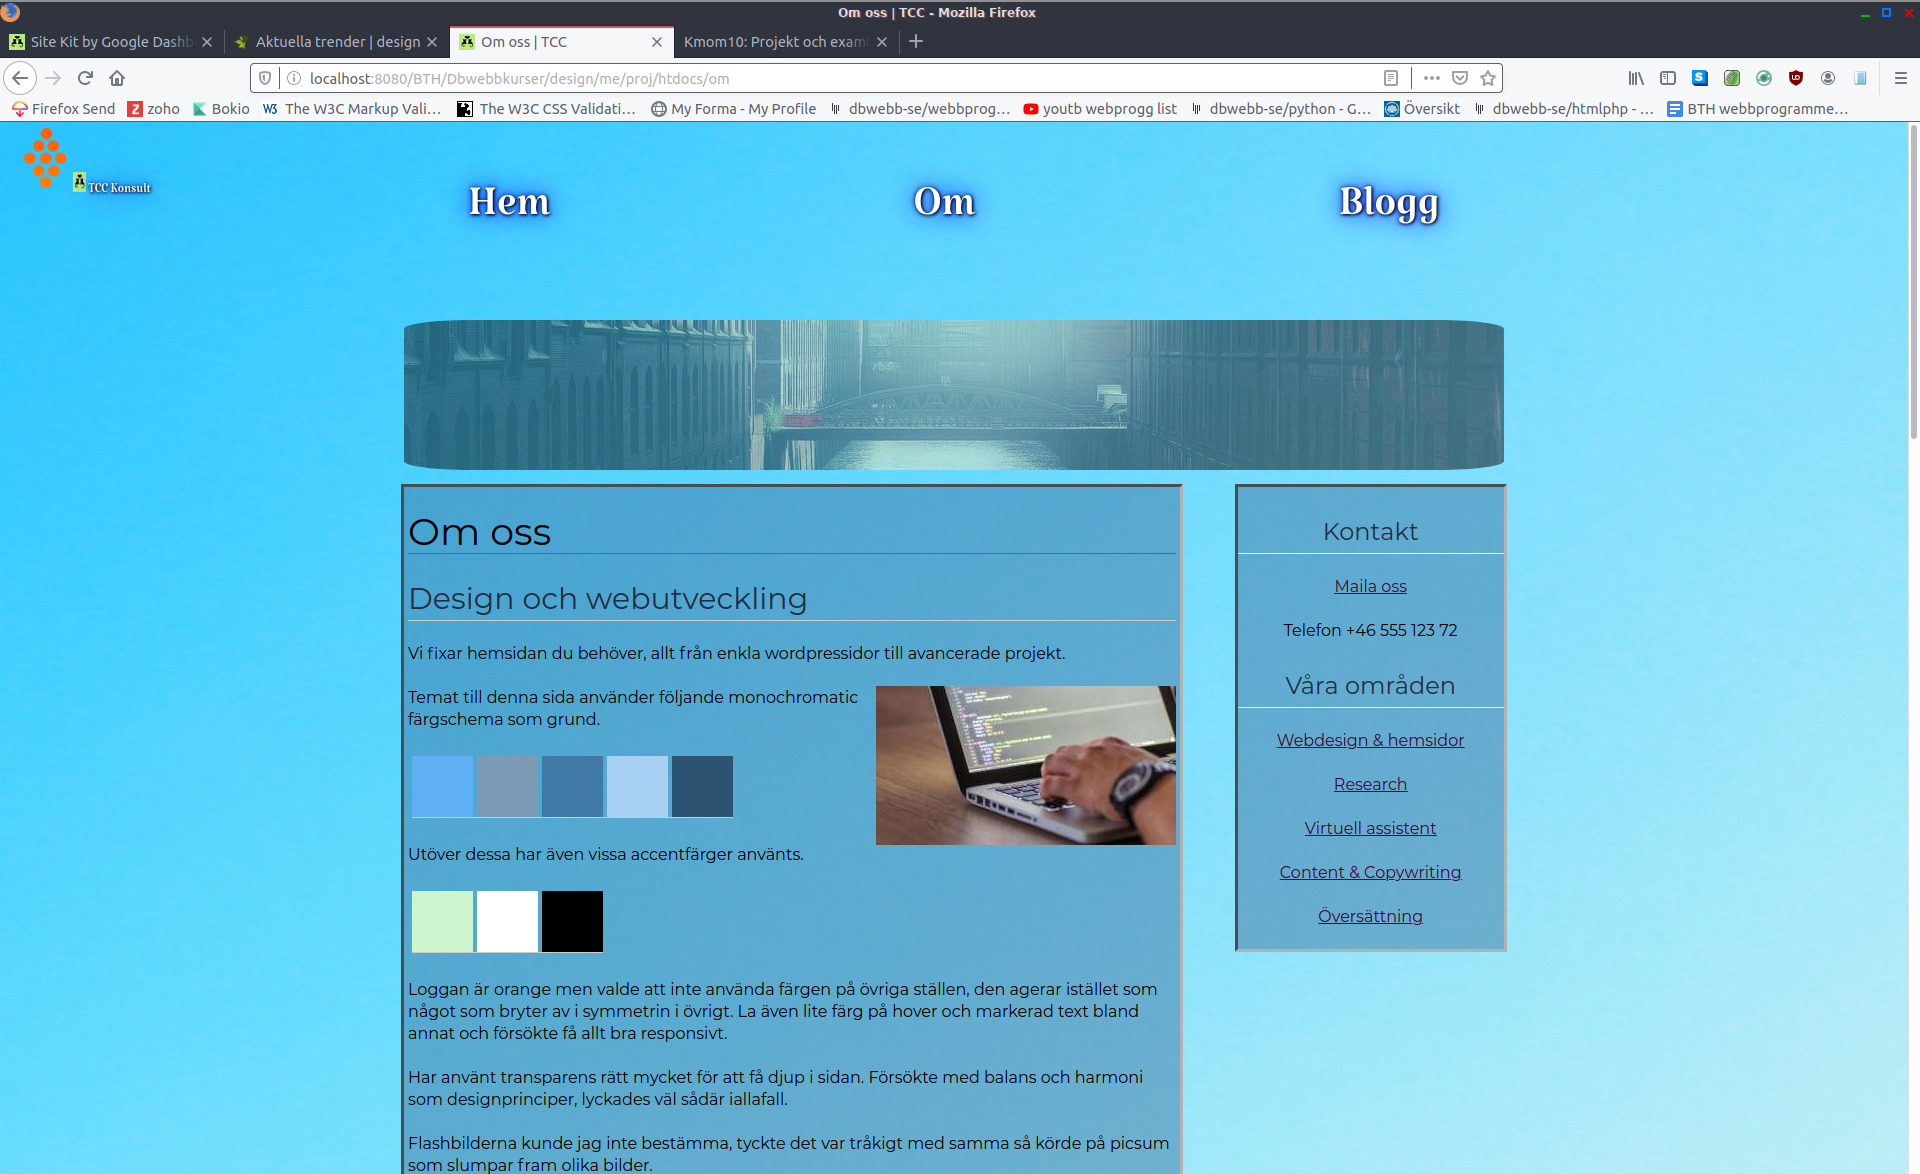 Om oss | TCC - Mozilla Firefox
Site Kit by Google Dashb
Aktuella trender | design
Om oss | TCC
Kmom10: Projekt och exami
localhost:8080/BTH/Dbwebbkurser/design/me/proj/htdocs/om
Firefox Send
zoho
Bokio
The W3C Markup Vali…
The W3C CSS Validati…
My Forma - My Profile
dbwebb-se/webbprog…
youtb webprogg list
dbwebb-se/python - G…
Översikt
dbwebb-se/htmlphp - …
BTH webbprogramme…
TCC Konsult
Hem
Om
Blogg
Om oss
Design och webutveckling
Vi fixar hemsidan du behöver, allt från enkla wordpressidor till avancerade projekt.
Temat till denna sida använder följande monochromatic
färgschema som grund.
Utöver dessa har även vissa accentfärger använts.
Loggan är orange men valde att inte använda färgen på övriga ställen, den agerar istället som
något som bryter av i symmetrin i övrigt. La även lite färg på hover och markerad text bland
annat och försökte få allt bra responsivt.
Har använt transparens rätt mycket för att få djup i sidan. Försökte med balans och harmoni
som designprinciper, lyckades väl sådär iallafall.
Flashbilderna kunde jag inte bestämma, tyckte det var tråkigt med samma så körde på picsum
som slumpar fram olika bilder.
Kontakt
Maila oss
Telefon +46 555 123 72
Våra områden
Webdesign & hemsidor
Research
Virtuell assistent
Content & Copywriting
Översättning